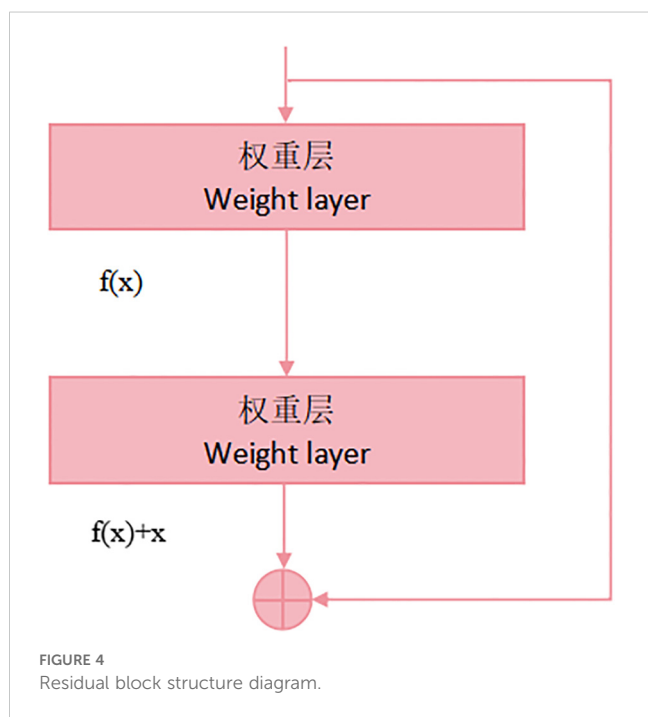 权重层
Weight layer
f(x)
权重层
Weight layer
f(x)+x
FIGURE 4
Residual block structure diagram.